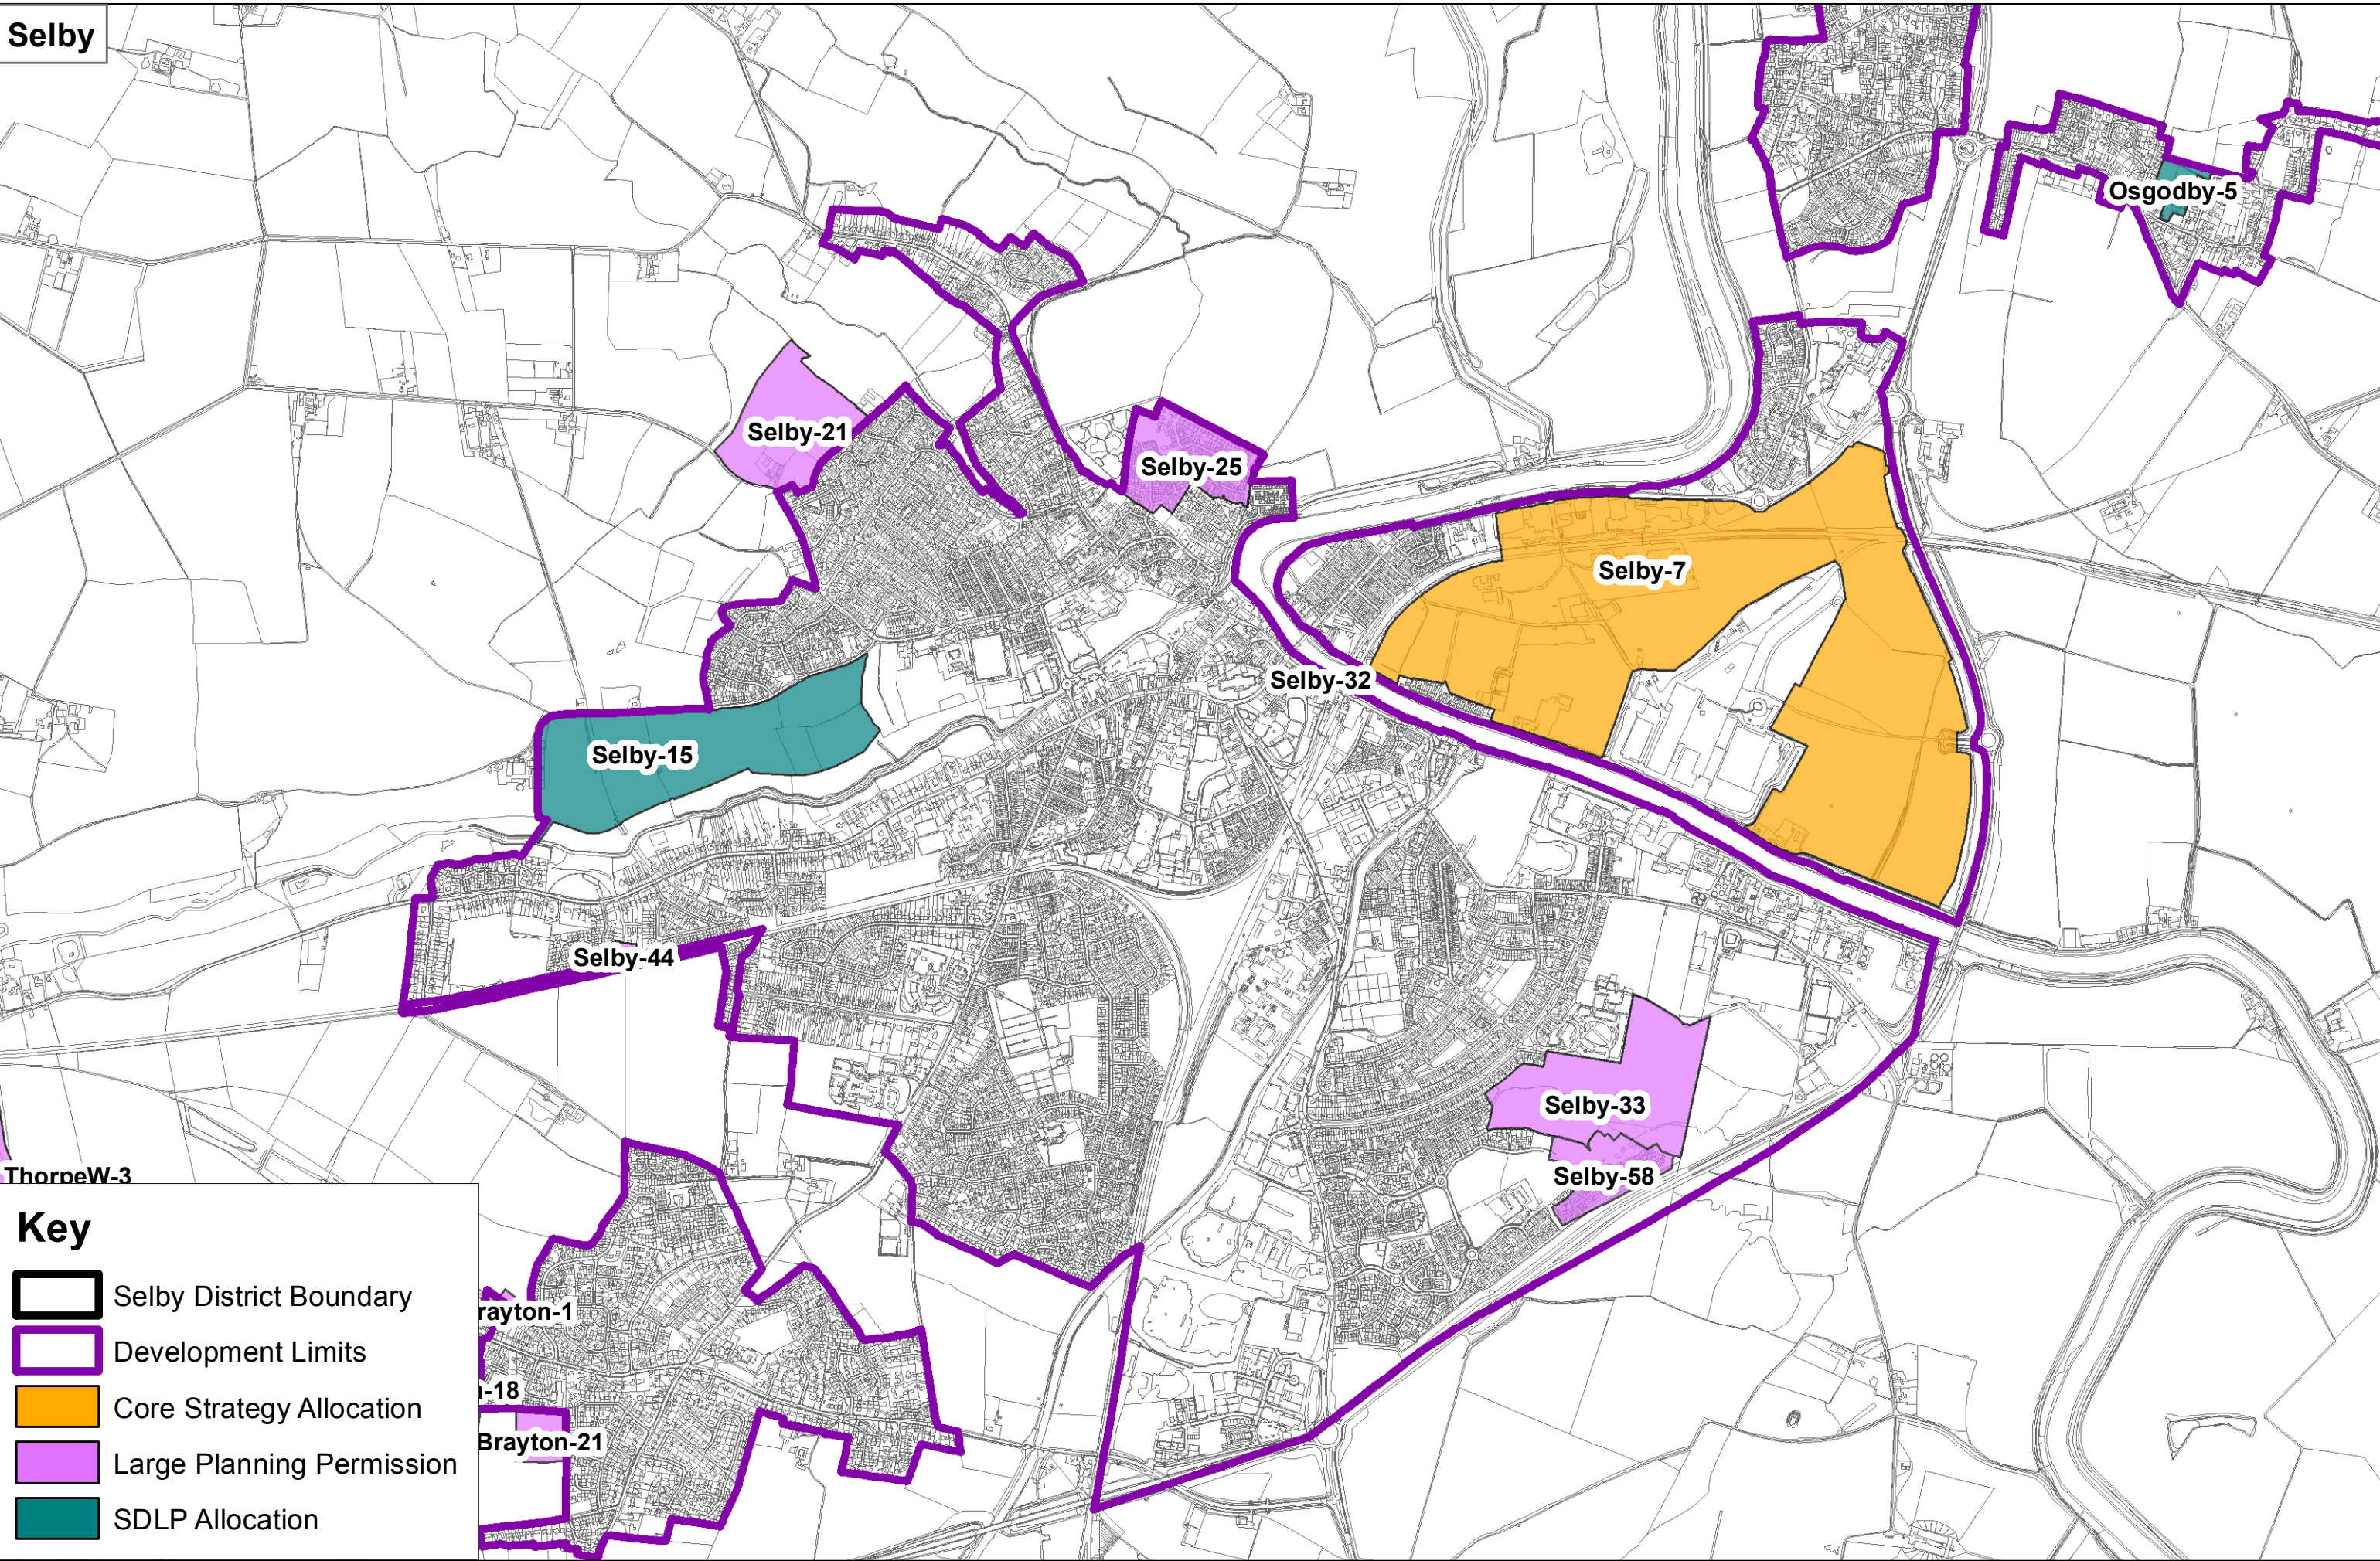 Selby
Osgodby-5
Selby-21
Selby-25
Selby-7
Selby-32
Selby-15
Selby-44
Selby-33
Selby-58
ThorpeW-3
Key
Selby District Boundary
Development Limits
Core Strategy Allocation
Large Planning Permission
SDLP Allocation
rayton-1
-18
Brayton-21